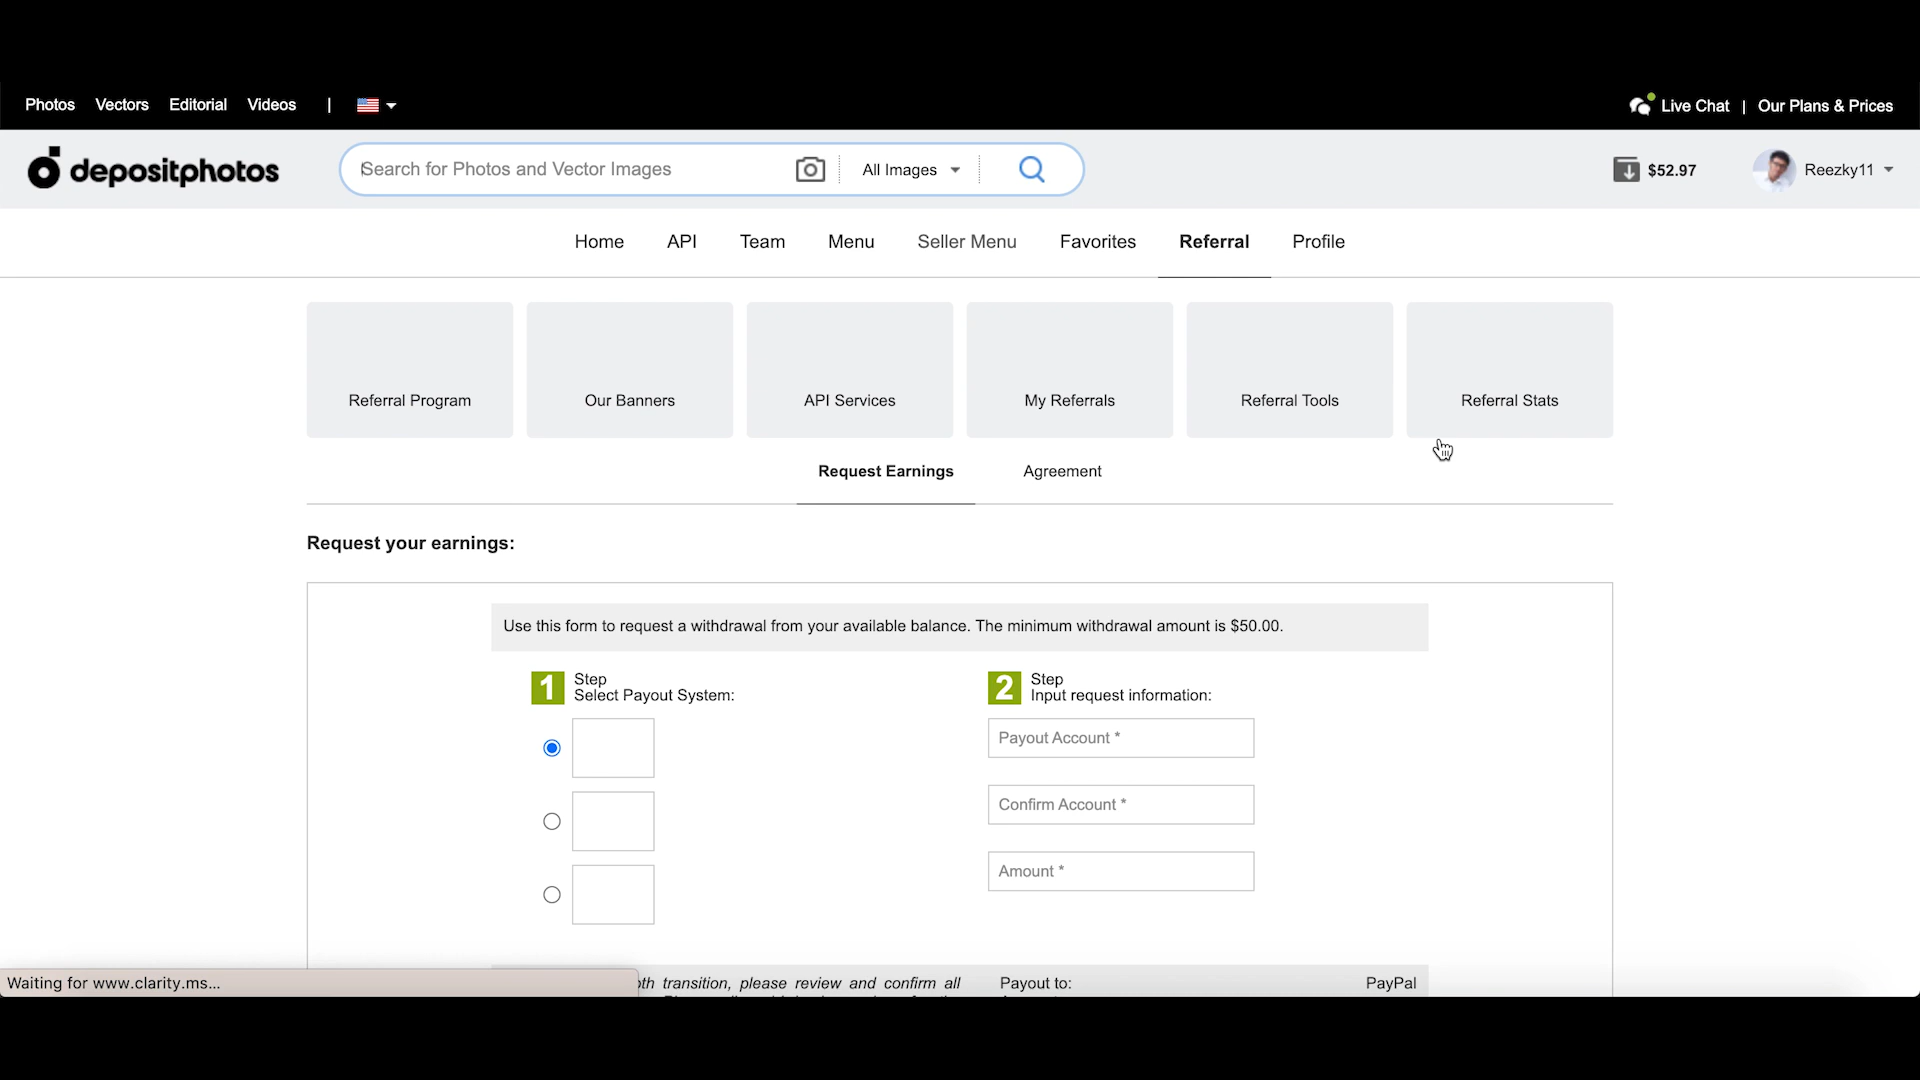 Photos Vectors Editorial Videos |
Live Chat | Our Plans & Prices
depositphotos
Search for Photos and Vector Images
All Images
$52.97
Reezky11
Home API Team Menu Seller Menu Favorites Referral Profile
Referral Program
Our Banners
API Services
My Referrals
Referral Tools
Referral Stats
Request Earnings
Agreement
Request your earnings:
Use this form to request a withdrawal from your available balance. The minimum withdrawal amount is $50.00.
1 Step
Select Payout System:
2 Step
Input request information:
Payout Account *
Confirm Account *
Amount *
transition, please review and confirm all
Payout to:
PayPal
Waiting for www.clarity.ms...